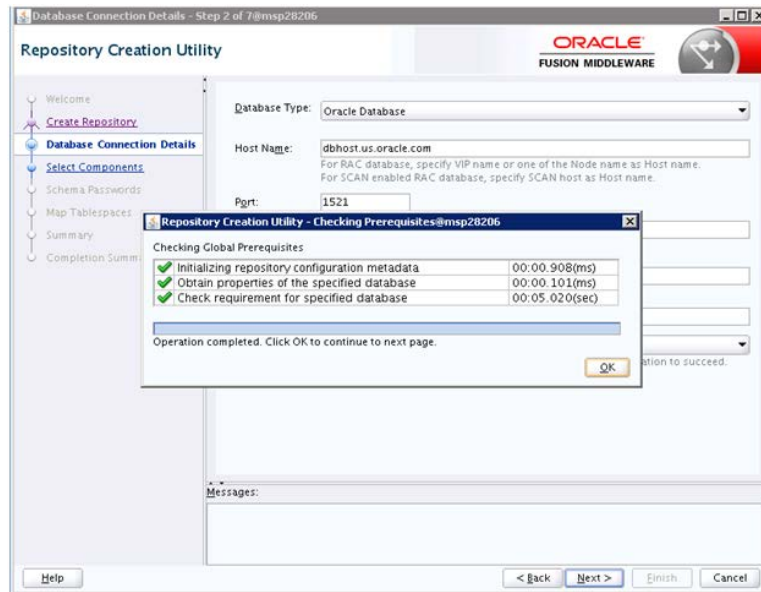 Database Connection Details - Step 2 of 7@msp28206
Repository Creation Utility
ORACLE
FUSION MIDDLEWARE
Welcome
Create Repository
Database Connection Details
Select Components
Schema Passwords
Map Tablespaces
Summary
Completion Summ
Database Type:
Oracle Database
Host Name:
dbhost.us.oracle.com
For RAC database, specify VIP name or one of the Node name as Host name.
For SCAN enabled RAC database, specify SCAN host as Host name.
Port:
1521
Repository Creation Utility - Checking Prerequisites@msp28206
Checking Global Prerequisites
Initializing repository configuration metadata 00:00.908(ms)
Obtain properties of the specified database 00:00.101(ms)
Check requirement for specified database 00:05.020(sec)
Operation completed. Click OK to continue to next page.
OK
ation to succeed.
Messages:
Help
< Back
Next >
Finish
Cancel